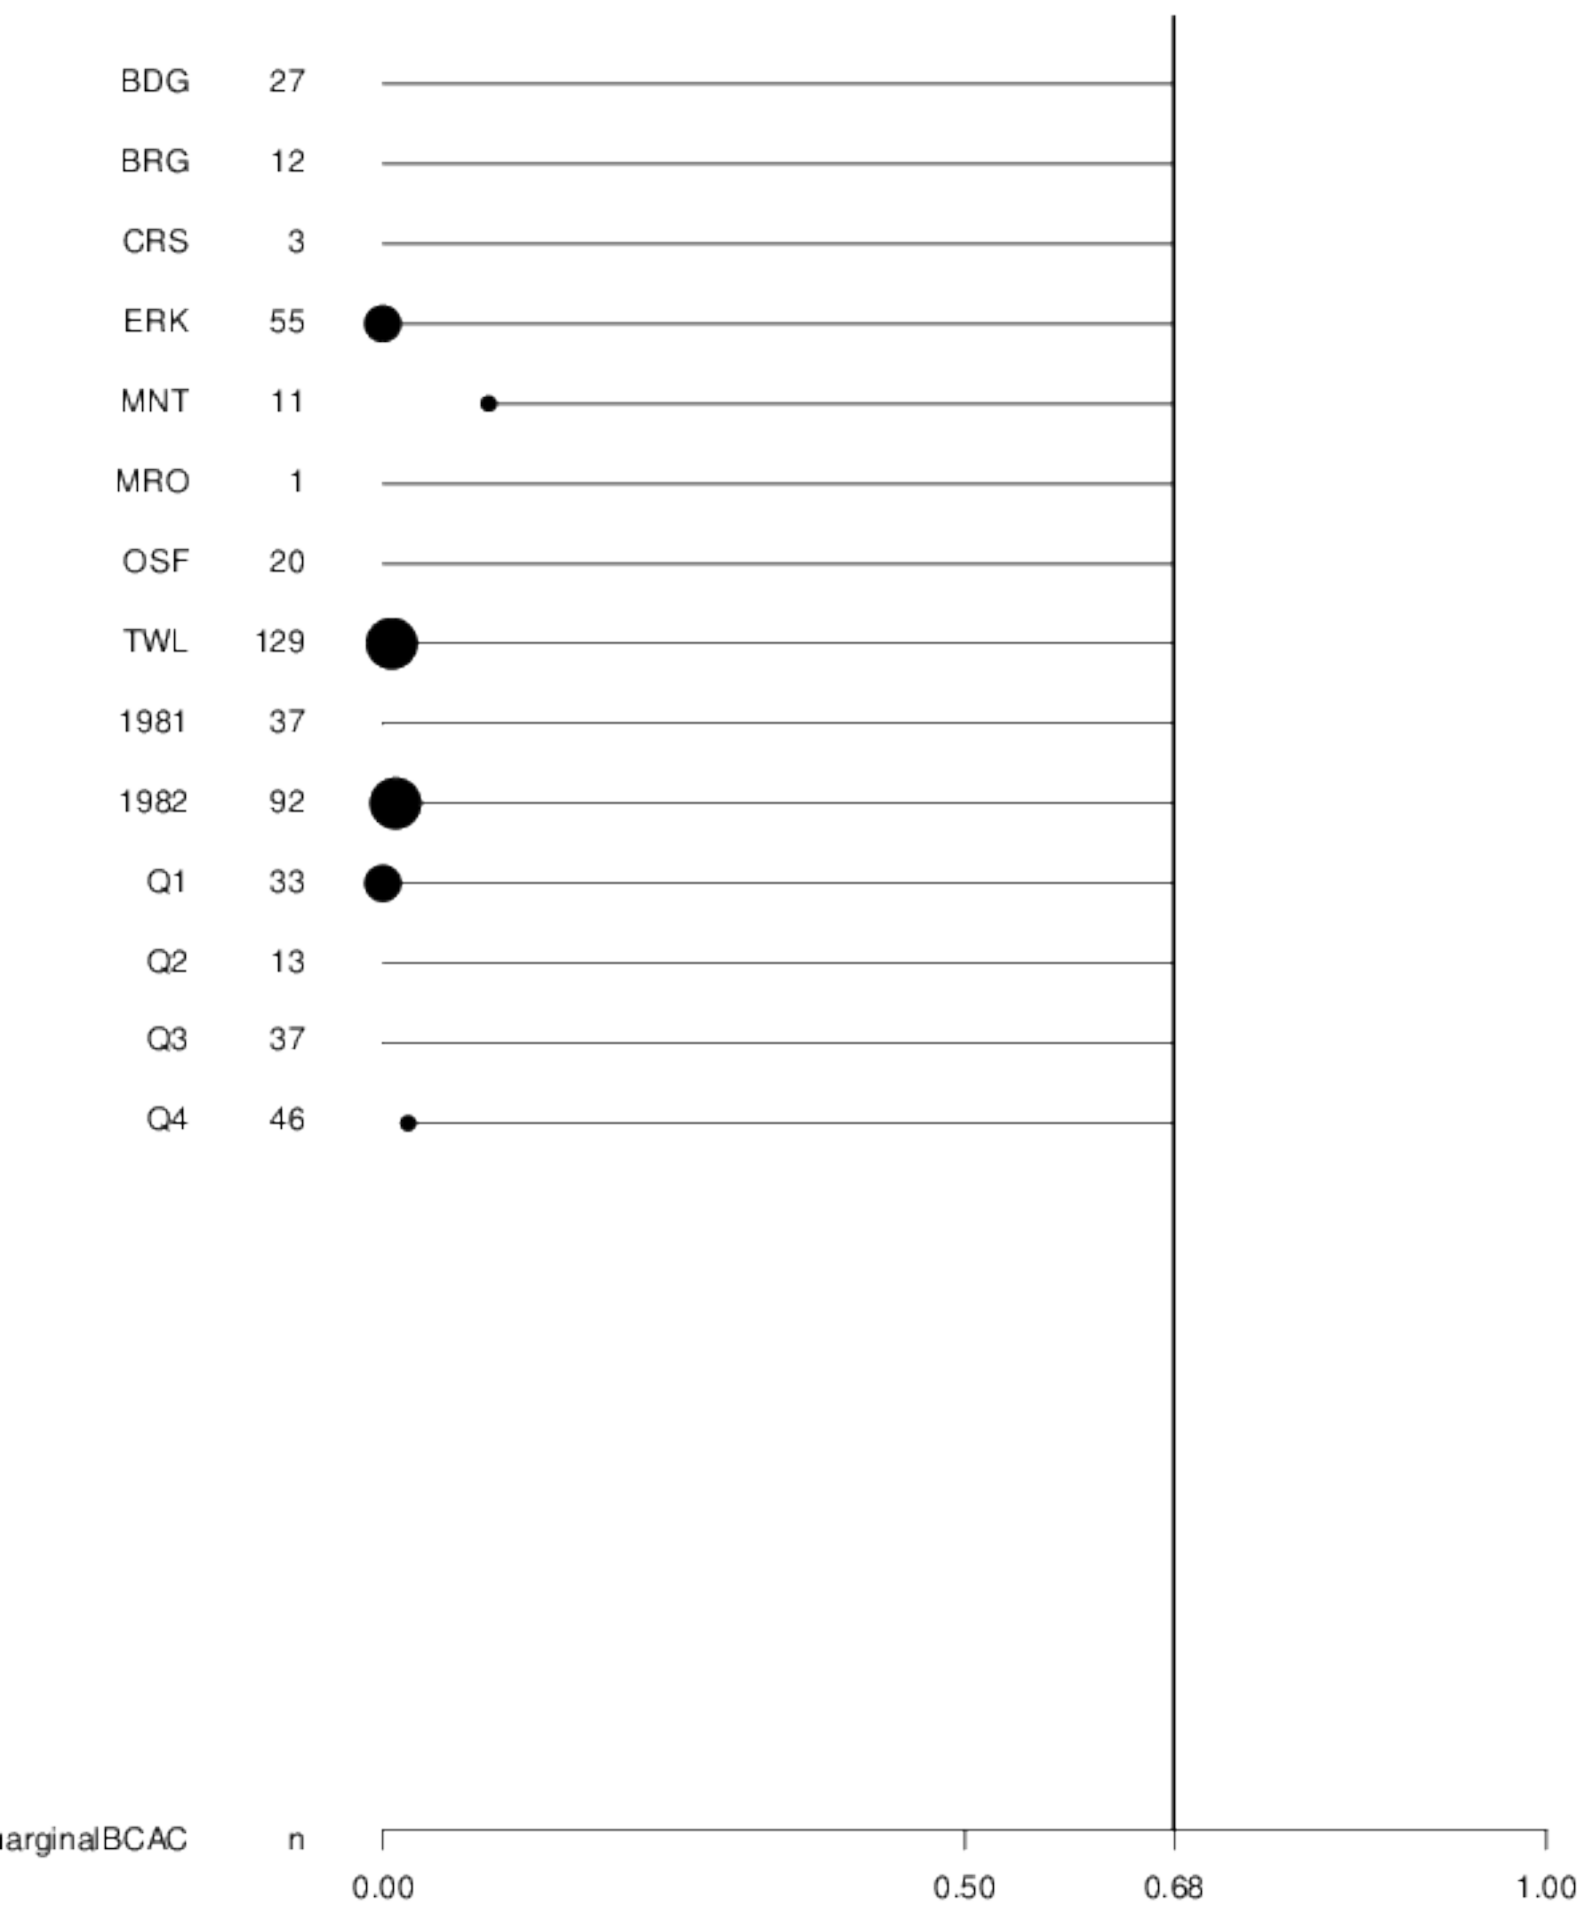 BDG 27
BRG 12
CRS 3
ERK 55
MNT 11
MRO 1
OSF 20
TWL 129
1981 37
1982 92
Q1 33
Q2 13
Q3 37
Q4 46
arginalBCAC n
0.00 0.50 0.68 1.00